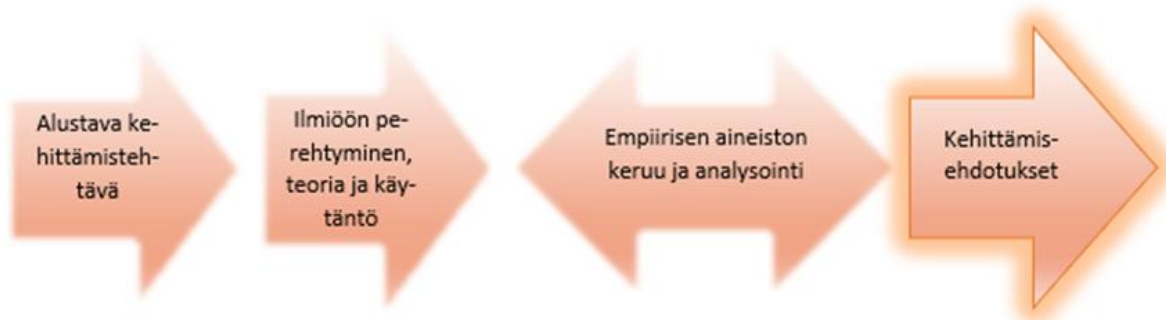 Alustava ke-
hittämisteh-
tävä
Ilmiöön pe-
rehtyminen,
teoria ja käy-
täntö
Empiirisen aineiston
keruu ja analysointi
Kehittämis-
ehdotukset